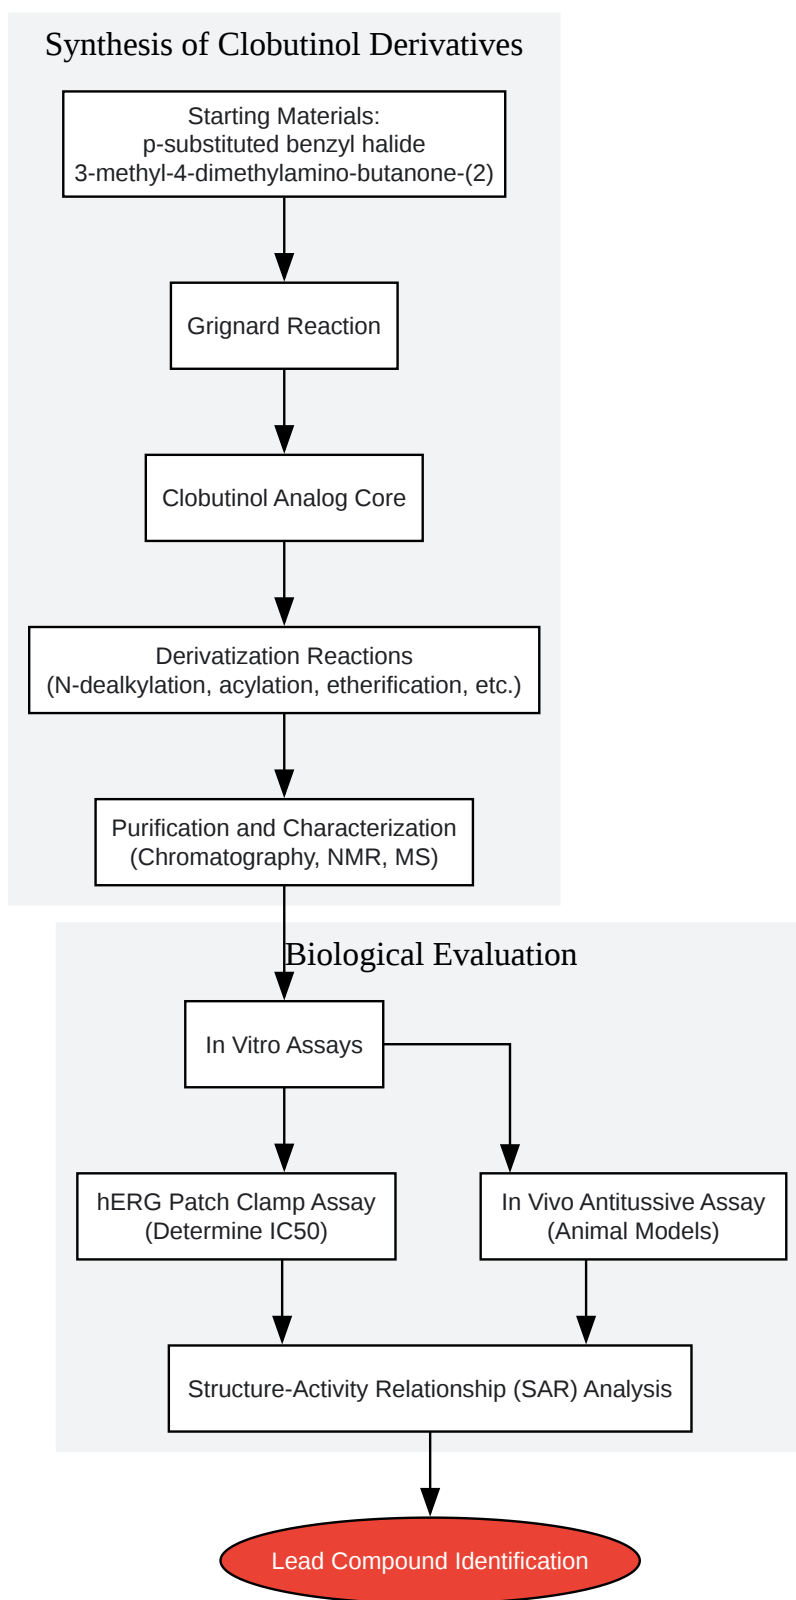 Synthesis of Clobutinol Derivatives
Starting Materials:
p-substituted benzyl halide
3-methyl-4-dimethylamino-butanone-(2)
Grignard Reaction
Clobutinol Analog Core
Derivatization Reactions
(N-dealkylation, acylation, etherification, etc.)
Purification and Characterization
(Chromatography, NMR, MS)
Biological Evaluation
In Vitro Assays
hERG Patch Clamp Assay
(Determine IC50)
In Vivo Antitussive Assay
(Animal Models)
Structure-Activity Relationship (SAR) Analysis
Lead Compound Identification